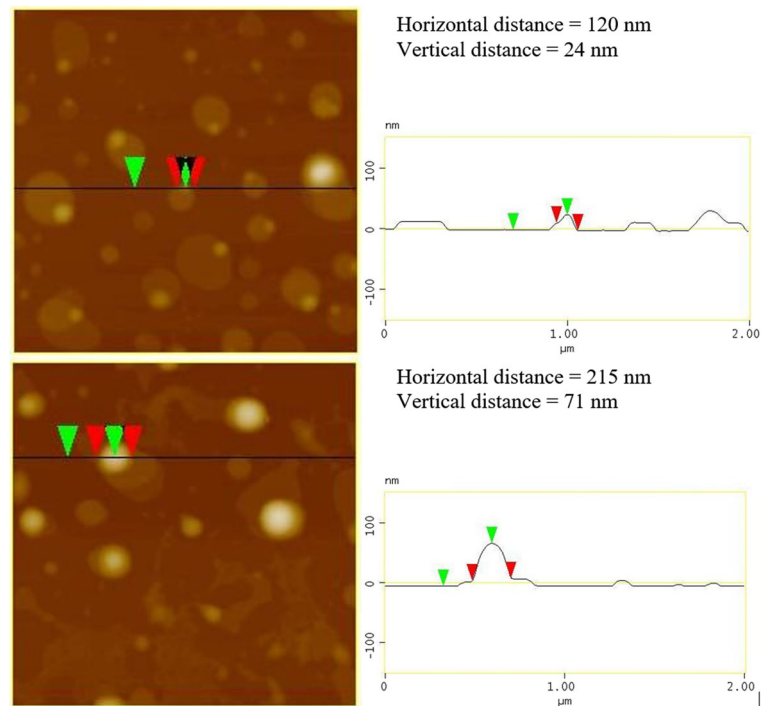 Horizontal distance = 120 nm
Vertical distance = 24 nm
nm
100
0
-100
0
1.00
2.00
μm
Horizontal distance = 215 nm
Vertical distance = 71 nm
nm
100
0
-100
0
1.00
2.00
μm